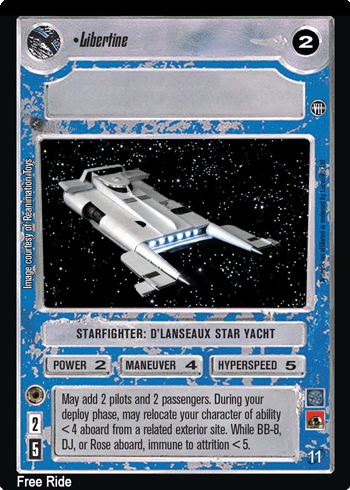 •Libertine
2
Image courtesy of Reanimation Toys
STARFIGHTER: D'LANSEAUX STAR YACHT
POWER 2
MANEUVER 4
HYPERSPEED 5
May add 2 pilots and 2 passengers. During your
deploy phase, may relocate your character of ability
< 4 aboard from a related exterior site. While BB-8,
DJ, or Rose aboard, immune to attrition < 5.
2
5
11
Free Ride